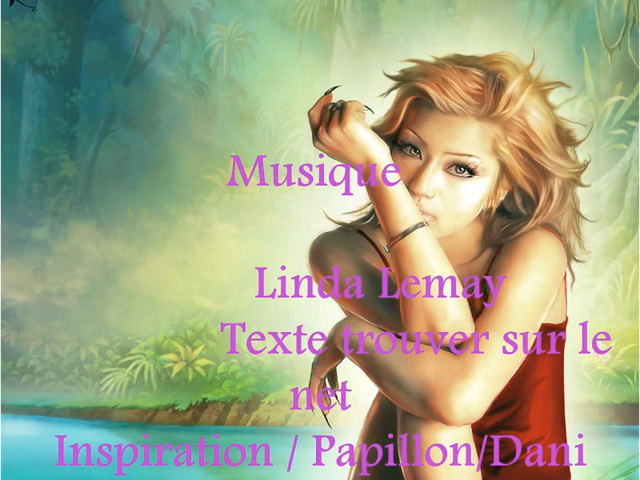 Musique
Linda Lemay
Texte trouver sur le
net
Inspiration / Papillon/Dani